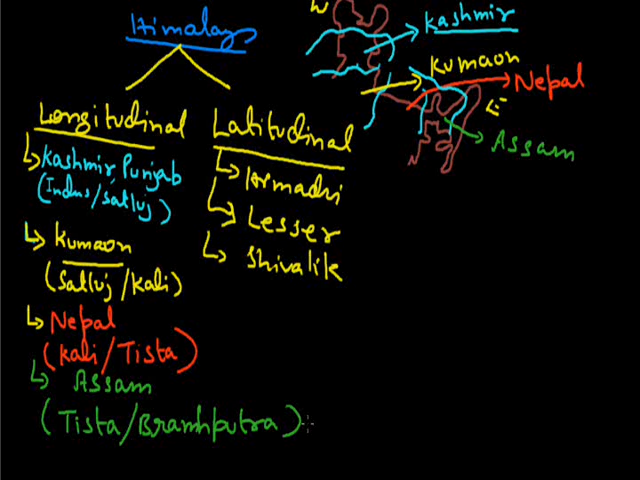 Himalays
Longitudinal
Kashmir Punjab
(Indus/Satluj)
Kumaon
(Satluj/Kali)
Nepal
(Kali/Tista)
Assam
(Tista/Bramhputra)
Latitudinal
Himadri
Lesser
Shivalik
W
Kashmir
Kumaon
Nepal
E
Assam
N